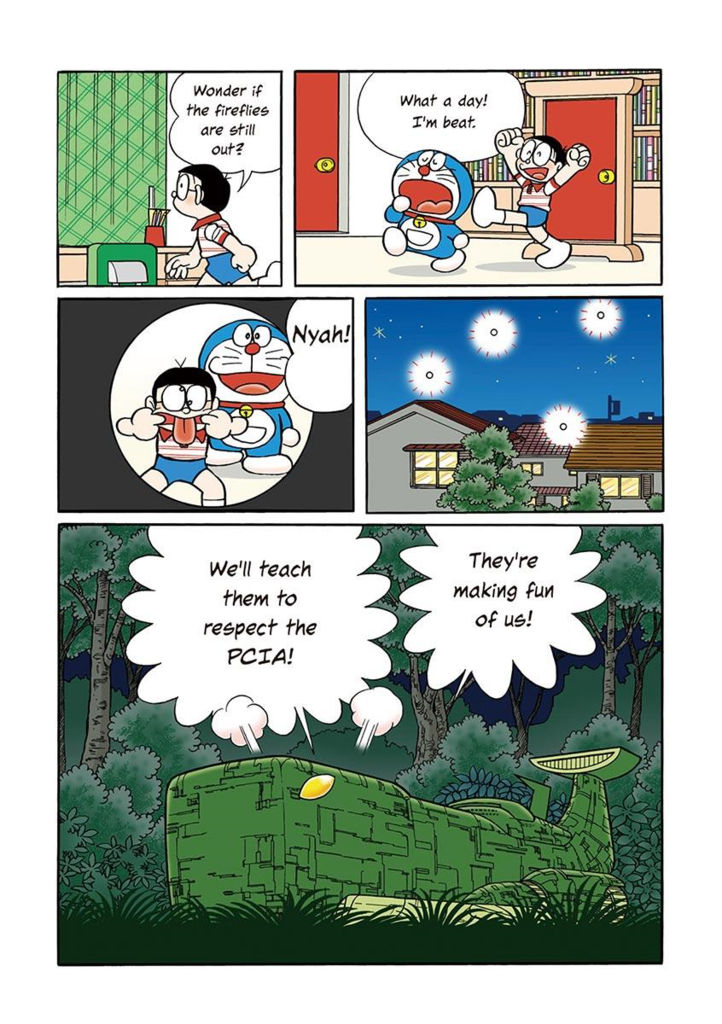 What a day!
I'm beat.
Wonder if
the fireflies
are still
out?
Nyah!
They're
making fun
of us!
We'll teach
them to
respect the
PCIA!